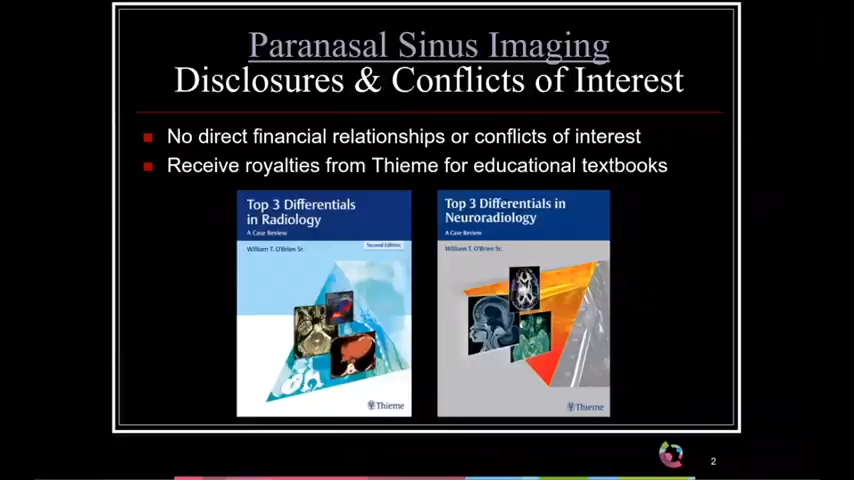 Paranasal Sinus Imaging
Disclosures & Conflicts of Interest
No direct financial relationships or conflicts of interest
Receive royalties from Thieme for educational textbooks
Top 3 Differentials
in Radiology
A Case Review
William T. O'Brien Sr.
Second Edition
Thieme
Top 3 Differentials in
Neuroradiology
A Case Review
William T. O'Brien Sr.
Thieme
2